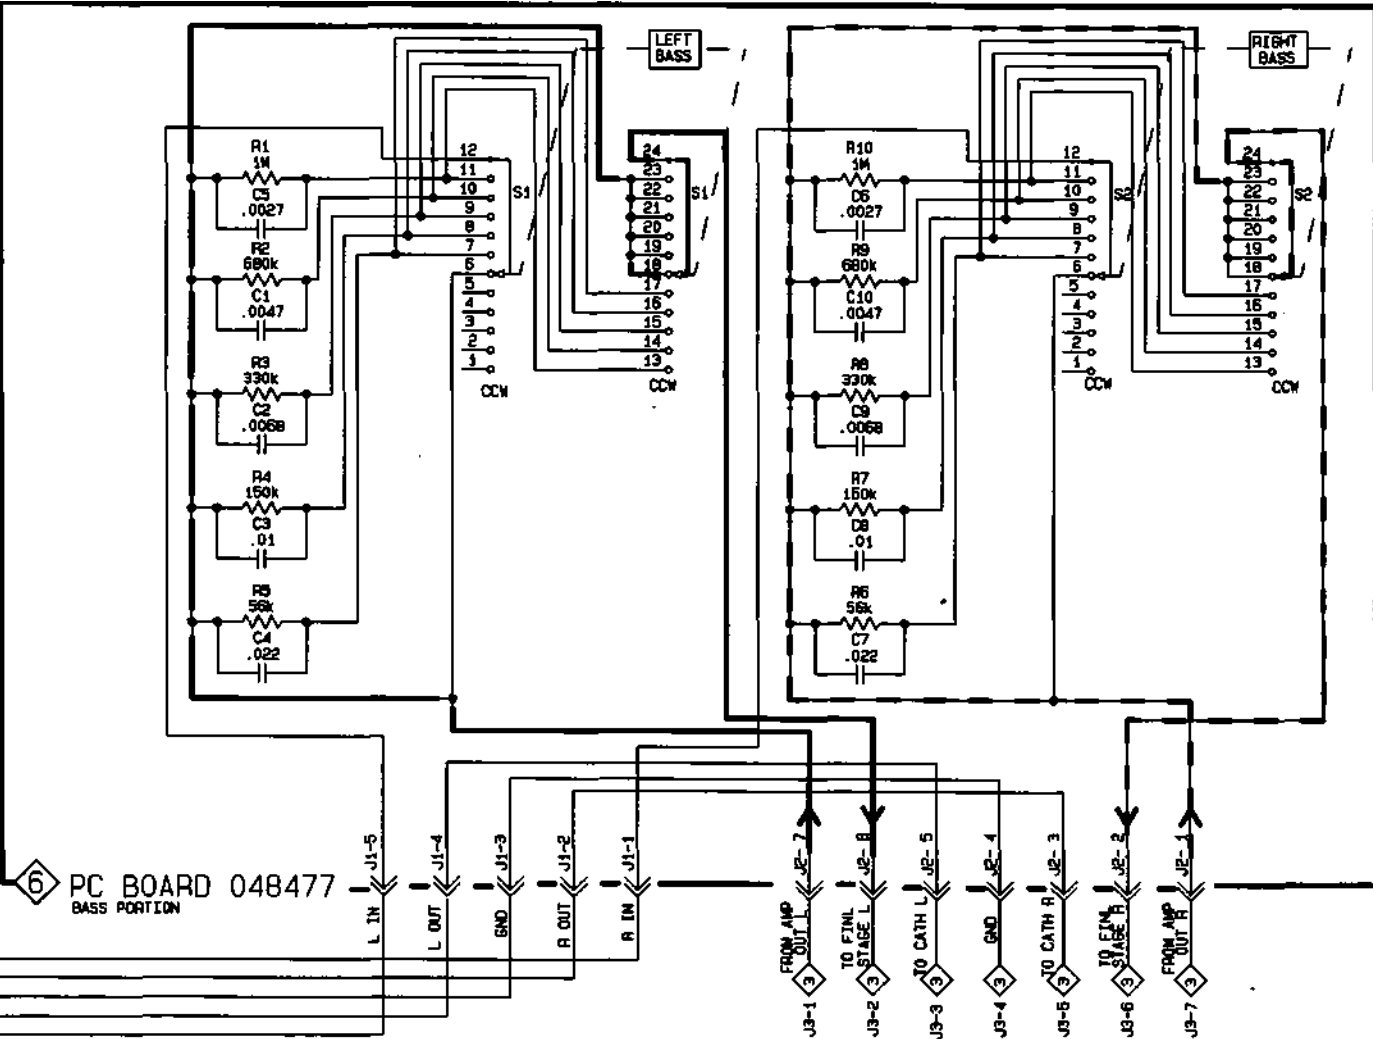 LEFT
BASS
RIGHT
BASS
R1
1M
C5
.0027
R2
680k
C1
.0047
R3
330k
C2
.0068
R4
150k
C3
.01
R5
56k
C4
.022
12
11
10
9
8
7
6
5
4
3
2
1
CCW
S1
24
23
22
21
20
19
18
17
16
15
14
13
CCW
S1
R10
1M
C6
.0027
R9
680k
C10
.0047
R8
330k
C9
.0068
R7
150k
C8
.01
R6
56k
C7
.022
12
11
10
9
8
7
6
5
4
3
2
1
CCW
S2
24
23
22
21
20
19
18
17
16
15
14
13
CCW
S2
6 PC BOARD 048477
BASS PORTION
J1-5
J1-4
J1-3
J1-2
J1-1
J2- 7
J2- 6
J2- 5
J2- 4
J2- 3
J2- 2
J2- 1
L IN
L OUT
GND
R OUT
R IN
FROM AMP
OUT L
TO FINL
STAGE L
TO CATH L
GND
TO CATH R
TO FINL
STAGE R
FROM AMP
OUT R
3
3
3
3
3
3
3
J3-1
J3-2
J3-3
J3-4
J3-5
J3-6
J3-7